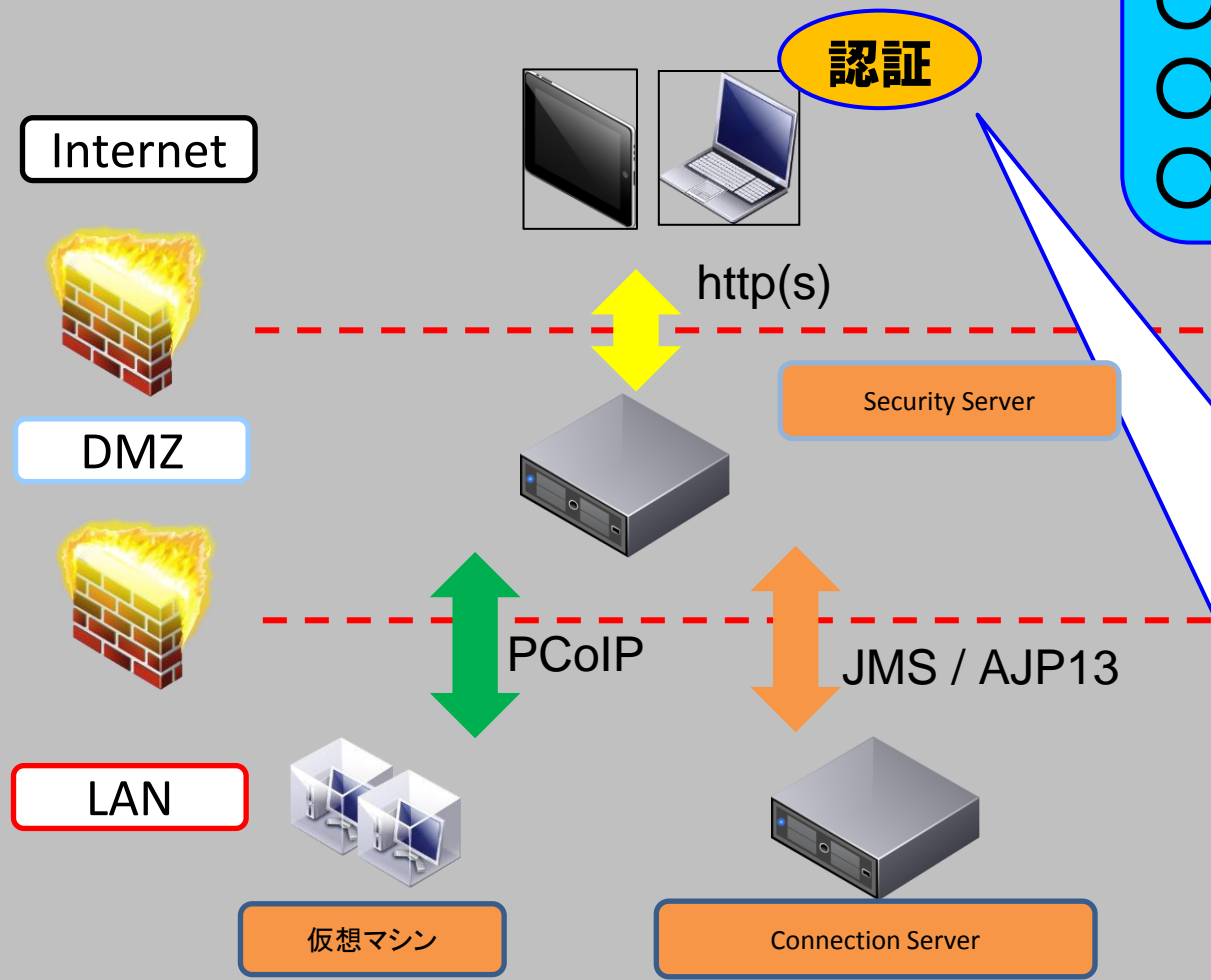 認証
Internet
http(s)
Security Server
DMZ
PCoIP
JMS / AJP13
LAN
仮想マシン
Connection Server